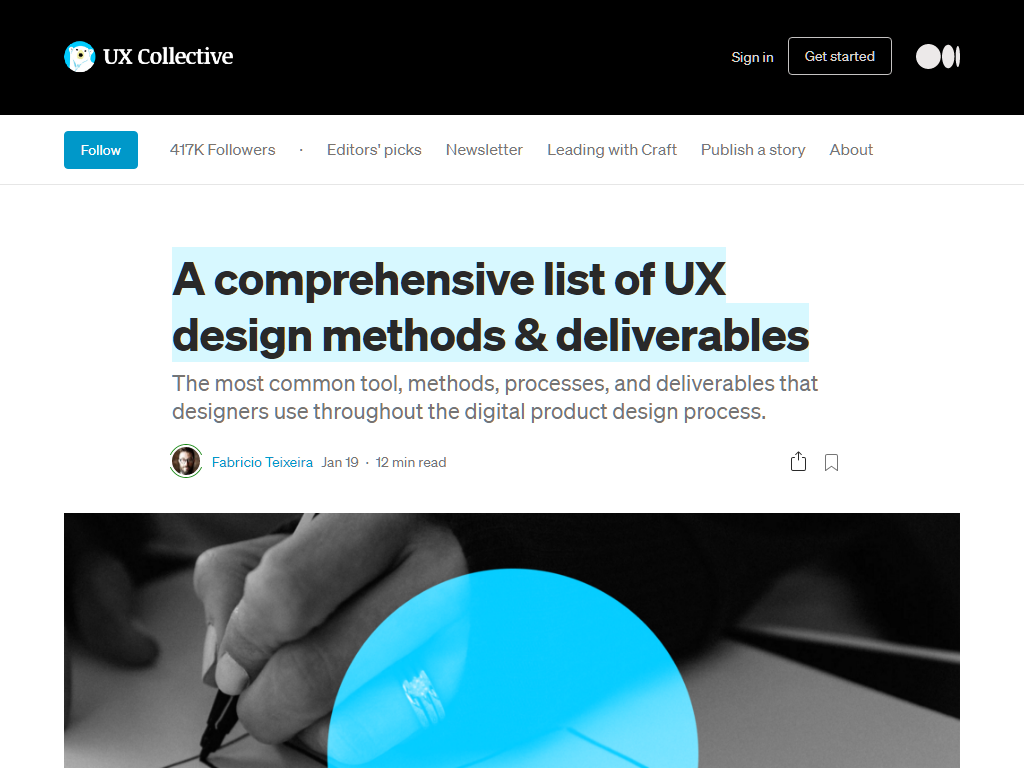 UX Collective
Sign in
Get started
Follow
417K Followers · Editors' picks Newsletter Leading with Craft Publish a story About
A comprehensive list of UX
design methods & deliverables
The most common tool, methods, processes, and deliverables that
designers use throughout the digital product design process.
Fabricio Teixeira Jan 19 · 12 min read